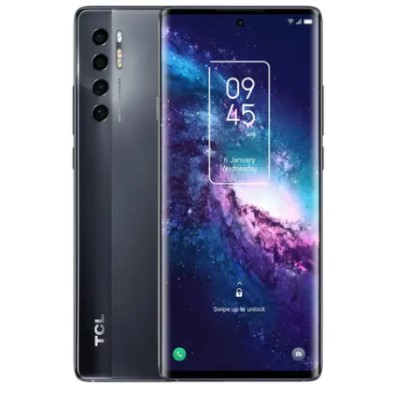 TCL
09
45
6 January
Wednesday
Swipe up to unlock